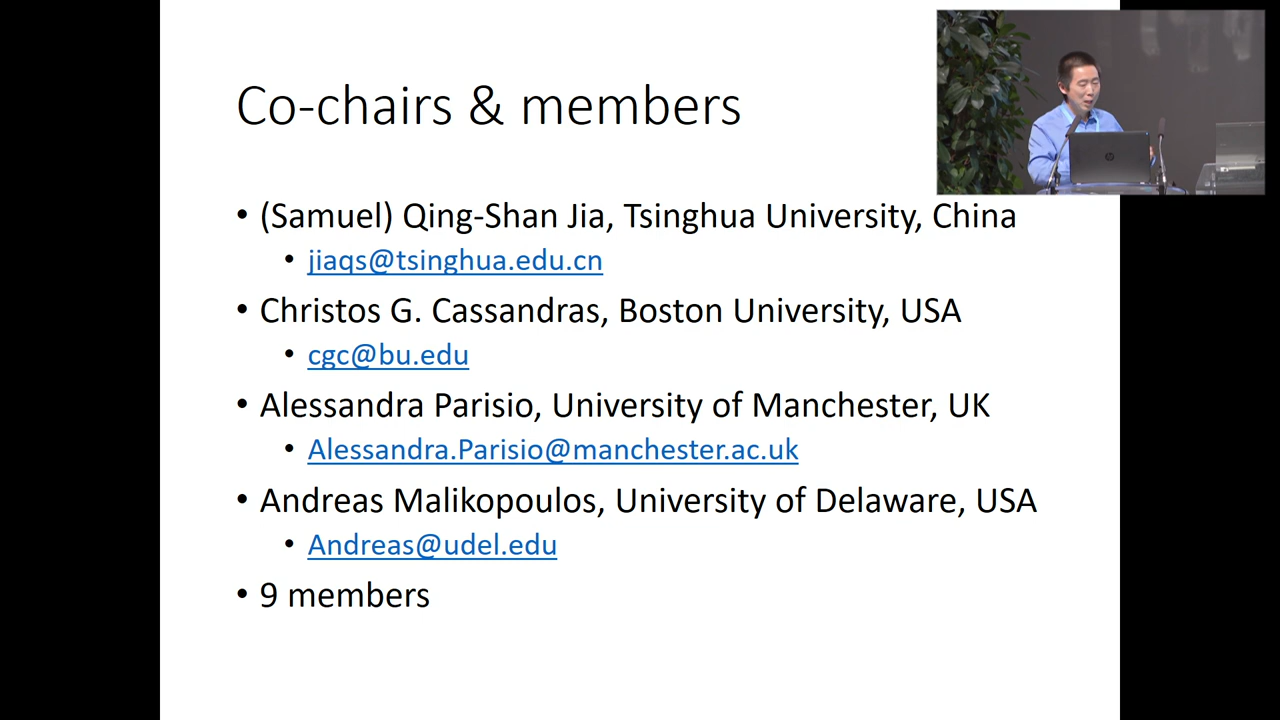 Co-chairs & members
• (Samuel) Qing-Shan Jia, Tsinghua University, China
• jiaqs@tsinghua.edu.cn
• Christos G. Cassandras, Boston University, USA
• cgc@bu.edu
• Alessandra Parisio, University of Manchester, UK
• Alessandra.Parisio@manchester.ac.uk
• Andreas Malikopoulos, University of Delaware, USA
• Andreas@udel.edu
• 9 members